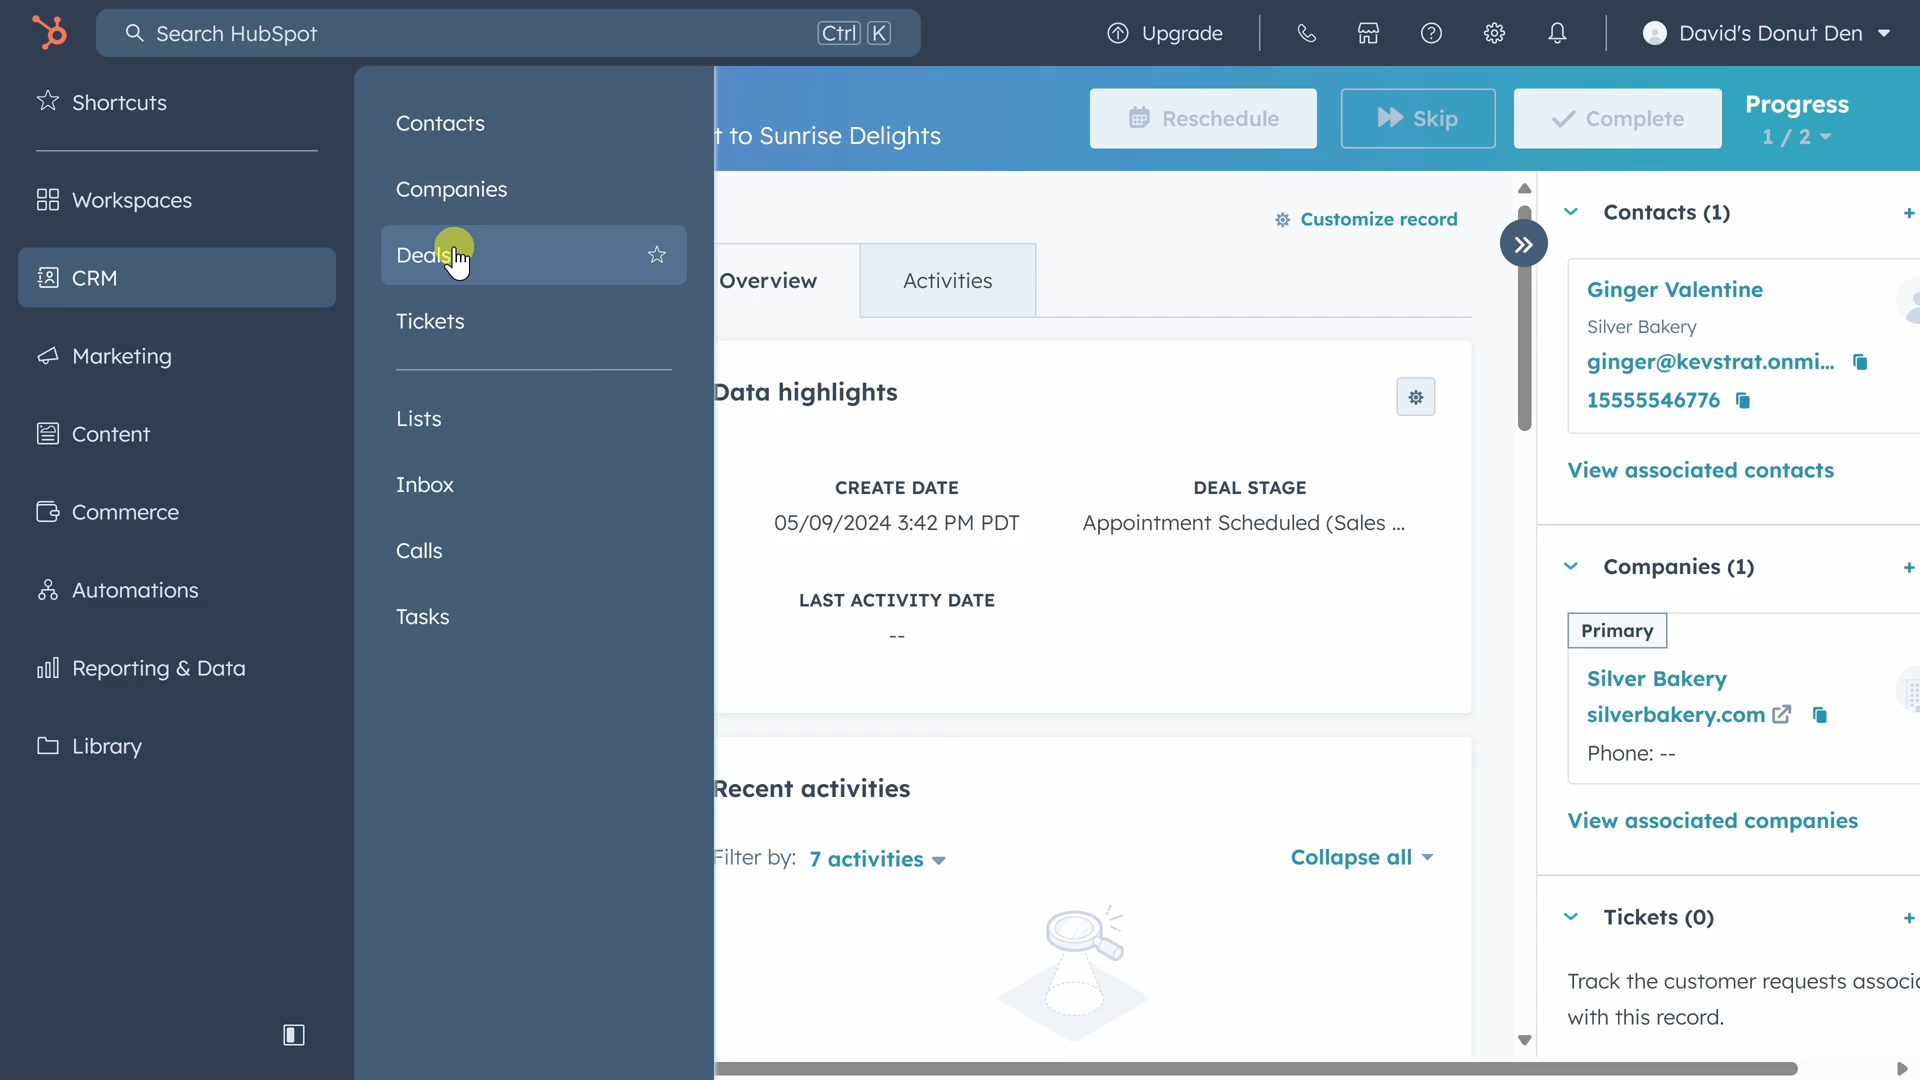 Search HubSpot
Ctrl K
Upgrade
David's Donut Den
Shortcuts
Workspaces
CRM
Marketing
Content
Commerce
Automations
Reporting & Data
Library
Contacts
Companies
Deals
Tickets
Lists
Inbox
Calls
Tasks
t to Sunrise Delights
Reschedule
Skip
Complete
Progress
1 / 2
Customize record
Overview
Activities
Data highlights
CREATE DATE
05/09/2024 3:42 PM PDT
DEAL STAGE
Appointment Scheduled (Sales ...
LAST ACTIVITY DATE
--
Recent activities
Filter by: 7 activities
Collapse all
Contacts (1)
+
Ginger Valentine
Silver Bakery
ginger@kevstrat.onmi...
15555546776
View associated contacts
Companies (1)
+
Primary
Silver Bakery
silverbakery.com
Phone: --
View associated companies
Tickets (0)
+
Track the customer requests associa
with this record.